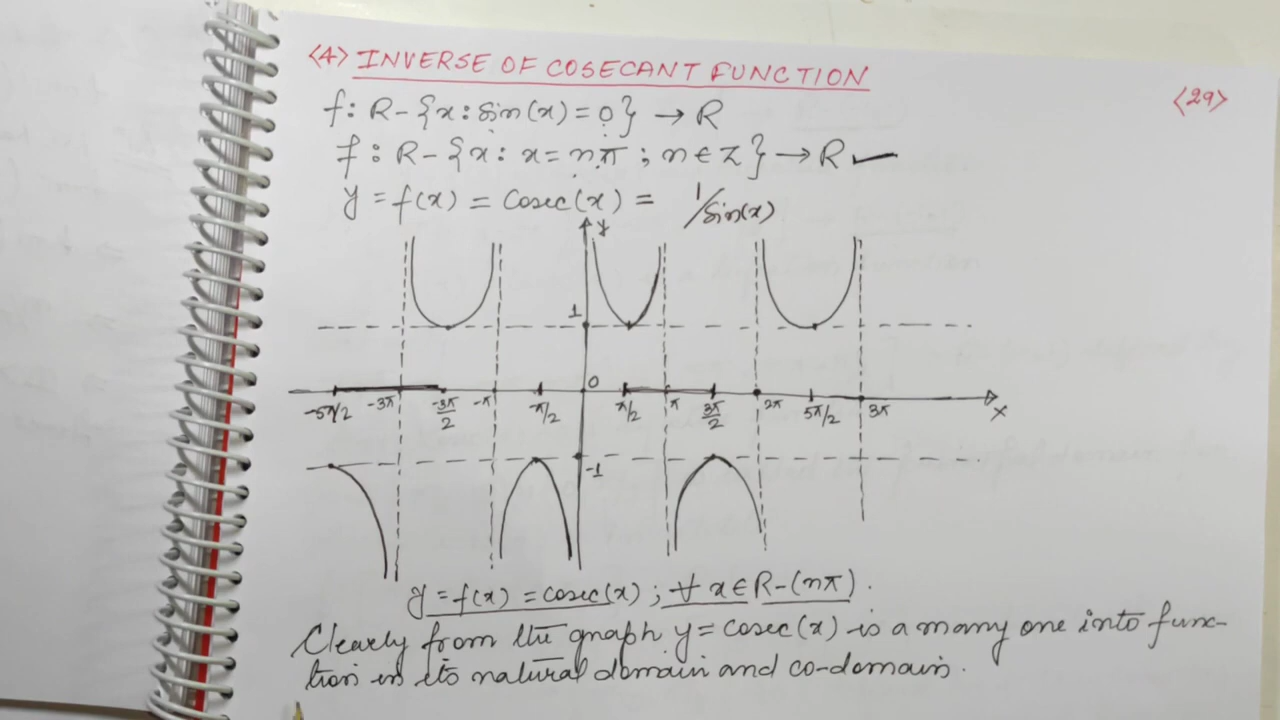 <4> INVERSE OF COSECANT FUNCTION
<29>
f: R-{x: Sin(x)=0} → R
f: R-{x: x=nπ ; n∈Z} → R ✓
y = f(x) = Cosec(x) = 1/Sin(x)
y
1
0
-5π/2 -3π -3π/2 -π -π/2 π/2 π 3π/2 2π 5π/2 3π X
-1
y = f(x) = cosec(x) ; ∀ x∈R-(nπ).
Clearly from the graph y = cosec(x) is a many one into func-
tion in its natural domain and co-domain.